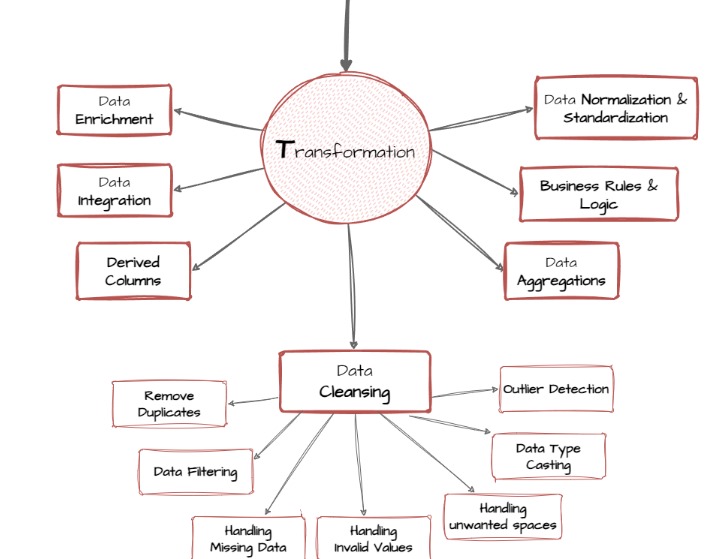 Data
Enrichment
Data Normalization &
Standardization
Transformation
Data
Integration
Business Rules &
Logic
Derived
Columns
Data
Aggregations
Data
Cleansing
Remove
Duplicates
Outlier Detection
Data Filtering
Data Type
Casting
Handling
Missing Data
Handling
Invalid Values
Handling
unwanted spaces